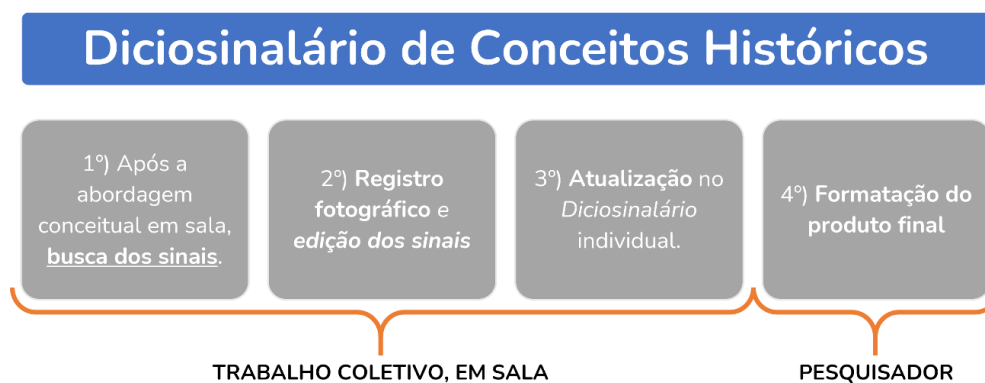 Diciosinalário de Conceitos Históricos
1º) Após a
abordagem
conceitual em sala,
busca dos sinais.
2º) Registro
fotográfico e
edição dos sinais
3º) Atualização no
Diciosinalário
individual.
4º) Formatação do
produto final
TRABALHO COLETIVO, EM SALA
PESQUISADOR